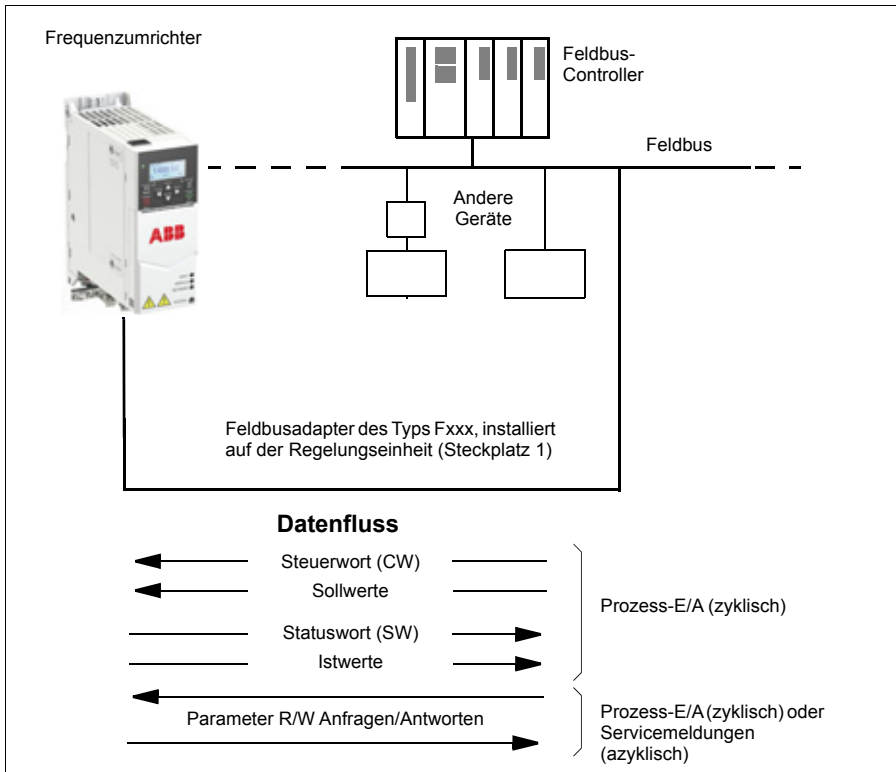 Frequenzumrichter
Feldbus-
Controller
Feldbus
Andere
Geräte
ABB
Feldbusadapter des Typs Fxxx, installiert
auf der Regelungseinheit (Steckplatz 1)
Datenfluss
Steuerwort (CW)
Sollwerte
Prozess-E/A (zyklisch)
Statuswort (SW)
Istwerte
Parameter R/W Anfragen/Antworten
Prozess-E/A (zyklisch) oder
Servicemeldungen
(azyklisch)